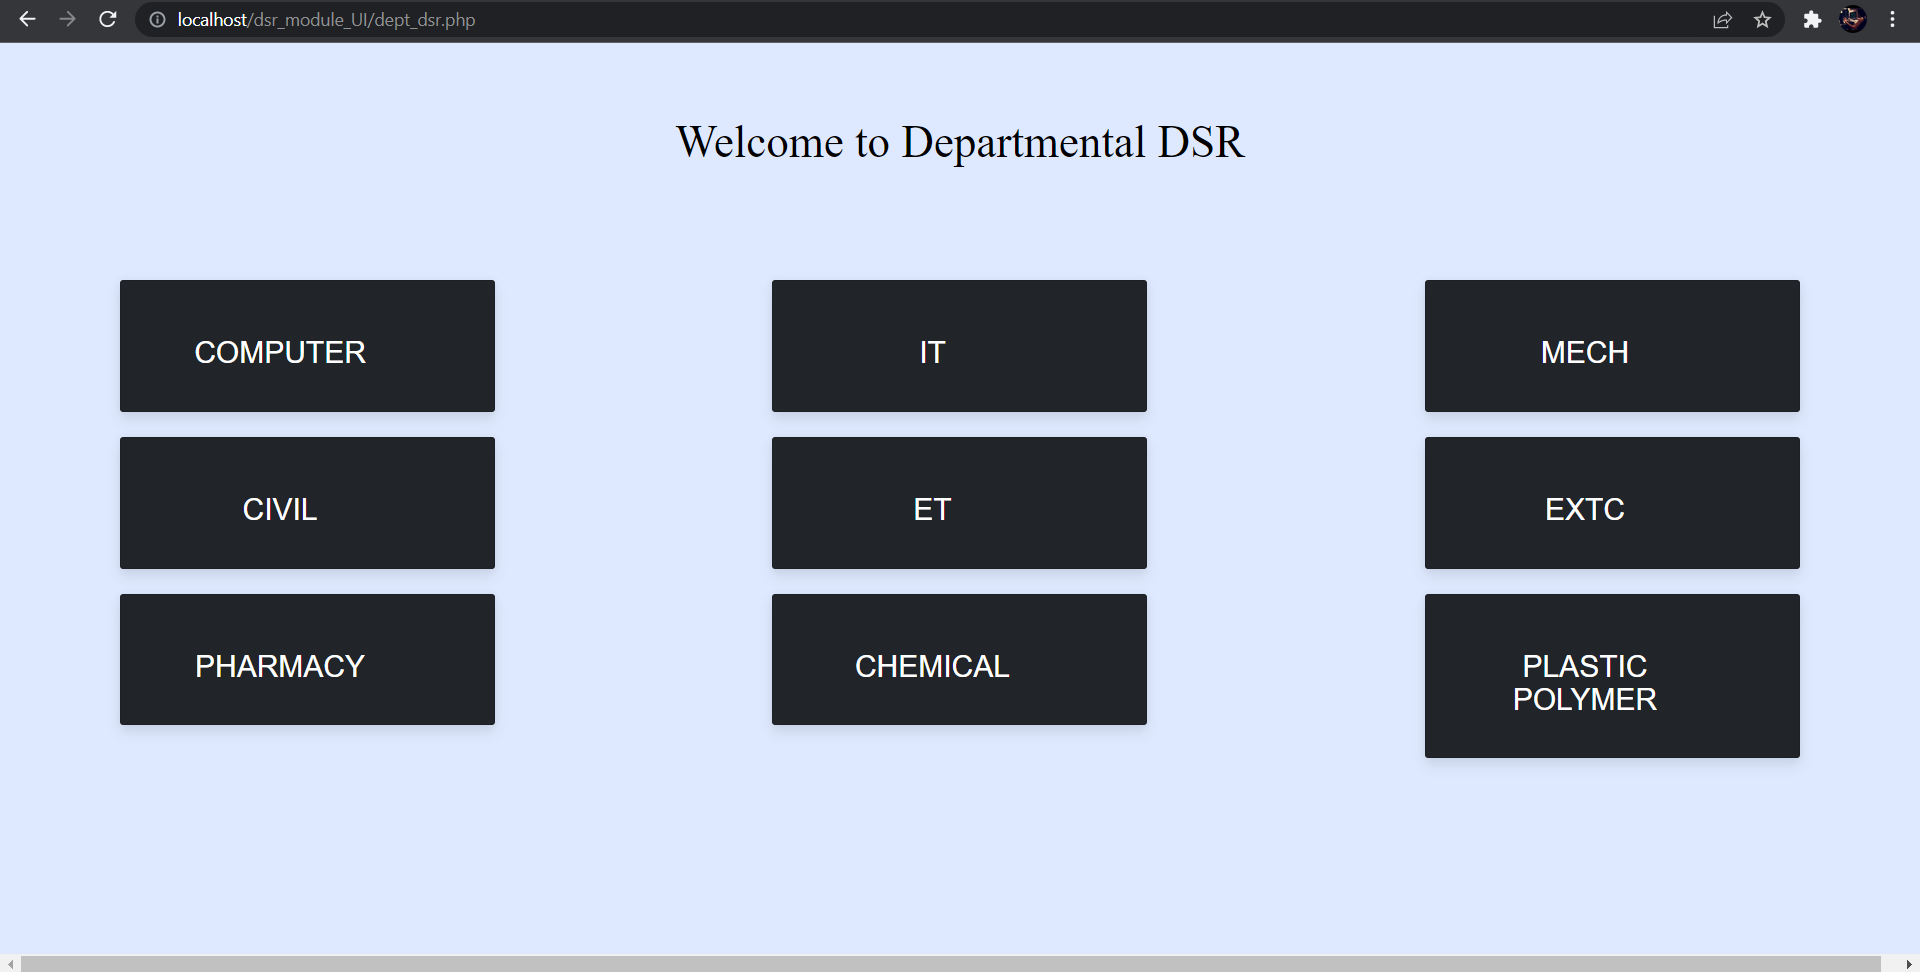 localhost/dsr_module_UI/dept_dsr.php
Welcome to Departmental DSR
COMPUTER
IT
MECH
CIVIL
ET
EXTC
PHARMACY
CHEMICAL
PLASTIC
POLYMER